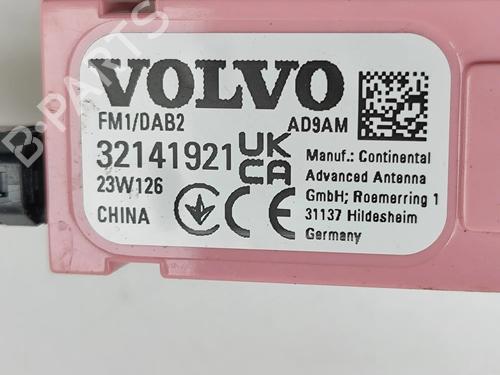 VOLVO
FM1/DAB2 AD9AM
32141921 UK CA
23W126
CHINA CE
Manuf.: Continental
Advanced Antenna
GmbH; Roemerring 1
31137 Hildesheim
Germany
B-PARTS